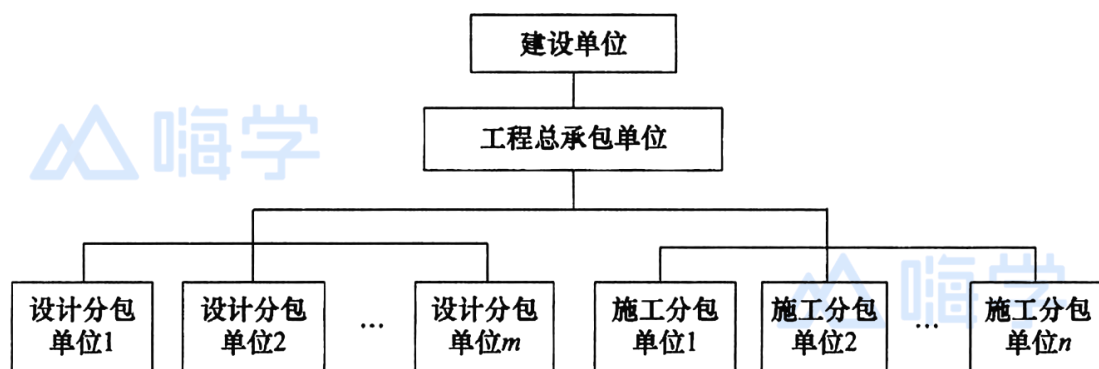 建设单位
工程总承包单位
嗨学
设计分包
单位1
设计分包
单位2
…
设计分包
单位m
施工分包
单位1
施工分包
单位2
…
施工分包
单位n
嗨学